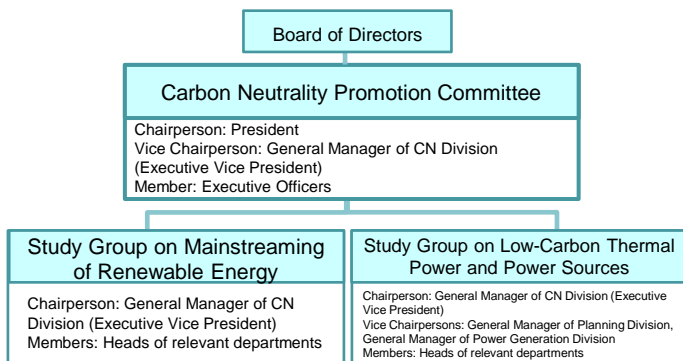 Board of Directors
Carbon Neutrality Promotion Committee
Chairperson: President
Vice Chairperson: General Manager of CN Division
(Executive Vice President)
Member: Executive Officers
Study Group on Mainstreaming
of Renewable Energy
Chairperson: General Manager of CN
Division (Executive Vice President)
Members: Heads of relevant departments
Study Group on Low-Carbon Thermal
Power and Power Sources
Chairperson: General Manager of CN Division (Executive
Vice President)
Vice Chairpersons: General Manager of Planning Division,
General Manager of Power Generation Division
Members: Heads of relevant departments